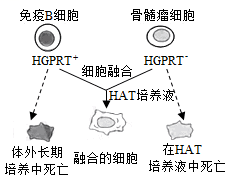 免疫B细胞 骨髓瘤细胞
HGPRT⁺ HGPRT⁻
细胞融合
HAT培养液
体外长期
培养中死亡
融合的细胞
在HAT
培养液中死亡